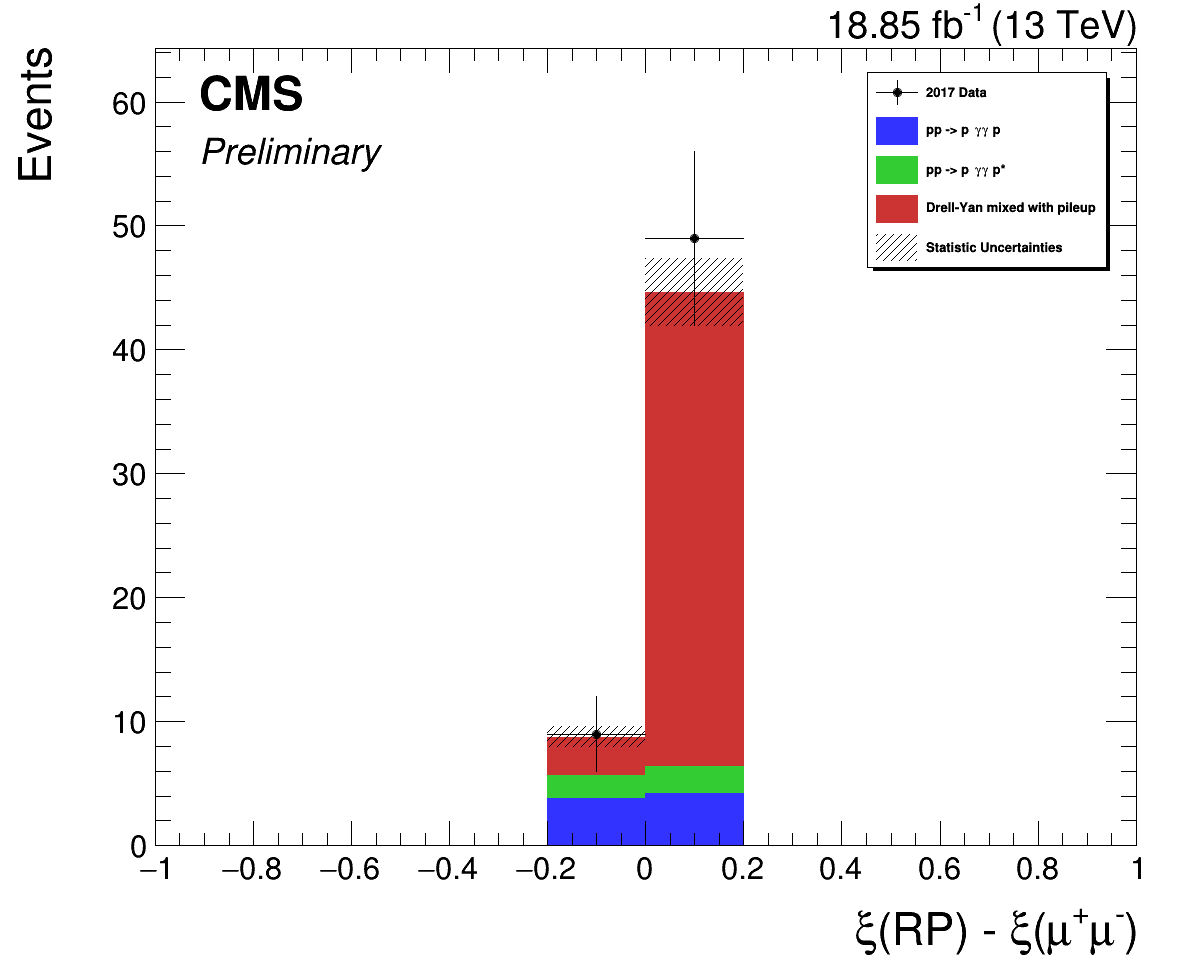 18.85 fb⁻¹ (13 TeV)
Events
CMS
Preliminary
2017 Data
pp -> p γγ p
pp -> p γγ p*
Drell-Yan mixed with pileup
Statistic Uncertainties
60
50
40
30
20
10
0
−1 −0.8 −0.6 −0.4 −0.2 0 0.2 0.4 0.6 0.8 1
ξ(RP) - ξ(μ⁺μ⁻)